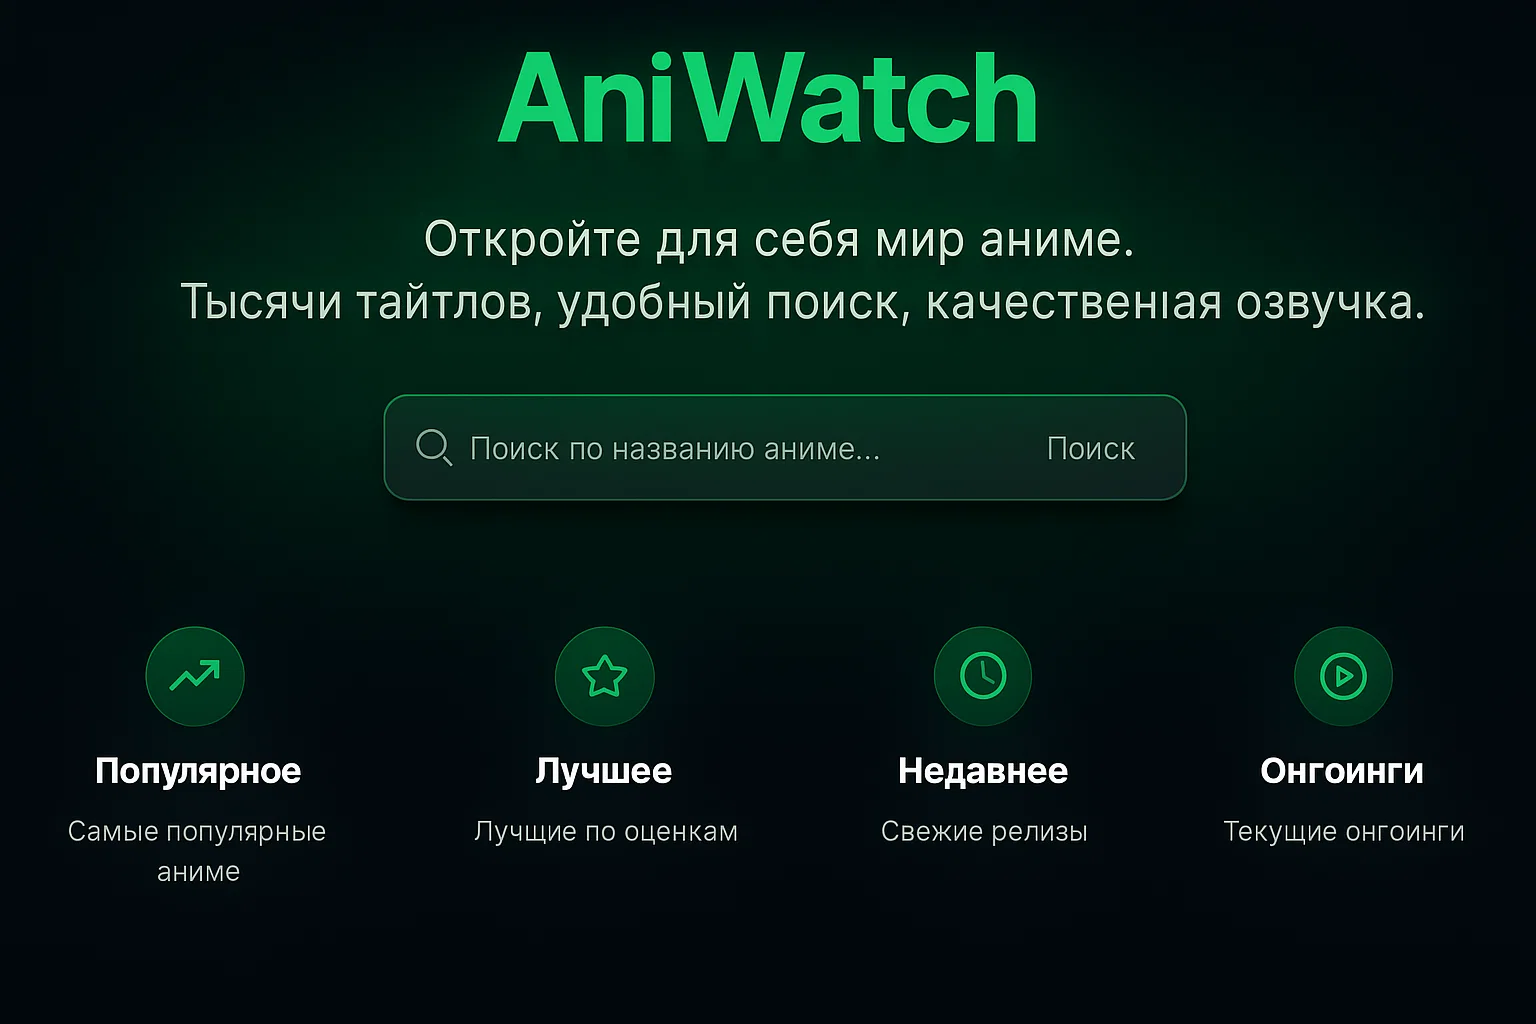 AniWatch
Откройте для себя мир аниме.
Тысячи тайтлов, удобный поиск, качественıая озвучка.
Поиск по названию аниме... Поиск
Популярное Лучшее Недавнее Онгоинги
Самые популярные Лучщие по оценкам Свежие релизы Текущие онгоинги
аниме